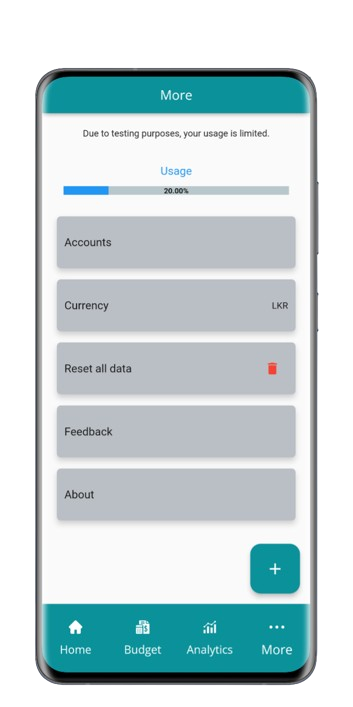 More
Due to testing purposes, your usage is limited.
Usage
20.00%
Accounts
Currency LKR
Reset all data
Feedback
About
+
Home Budget Analytics More